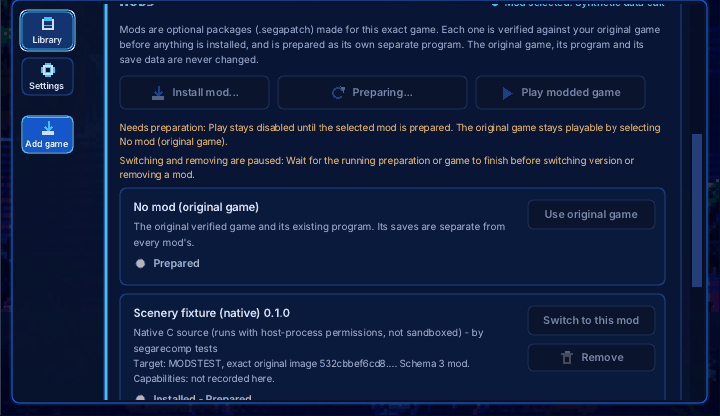 Library
Settings
Add game
Mod selected: Synthetic data edit
Mods are optional packages (.segapatch) made for this exact game. Each one is verified against your original game
before anything is installed, and is prepared as its own separate program. The original game, its program and its
save data are never changed.
Install mod...
Preparing...
Play modded game
Needs preparation: Play stays disabled until the selected mod is prepared. The original game stays playable by selecting
No mod (original game).
Switching and removing are paused: Wait for the running preparation or game to finish before switching version or
removing a mod.
No mod (original game)
The original verified game and its existing program. Its saves are separate from
every mod's.
Prepared
Use original game
Scenery fixture (native) 0.1.0
Native C source (runs with host-process permissions, not sandboxed) - by
segarecomp tests
Target: MODSTEST, exact original image 532cbbef6cd8.... Schema 3 mod.
Capabilities: not recorded here.
Installed - Prepared
Switch to this mod
Remove